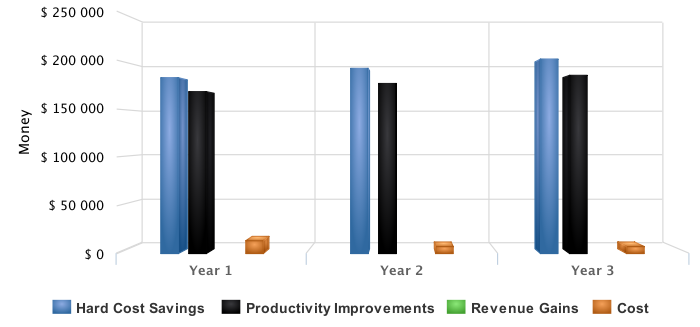 $ 250 000
$ 200 000
$ 150 000
$ 100 000
$ 50 000
$ 0
Money
Year 1 Year 2 Year 3
Hard Cost Savings Productivity Improvements Revenue Gains Cost